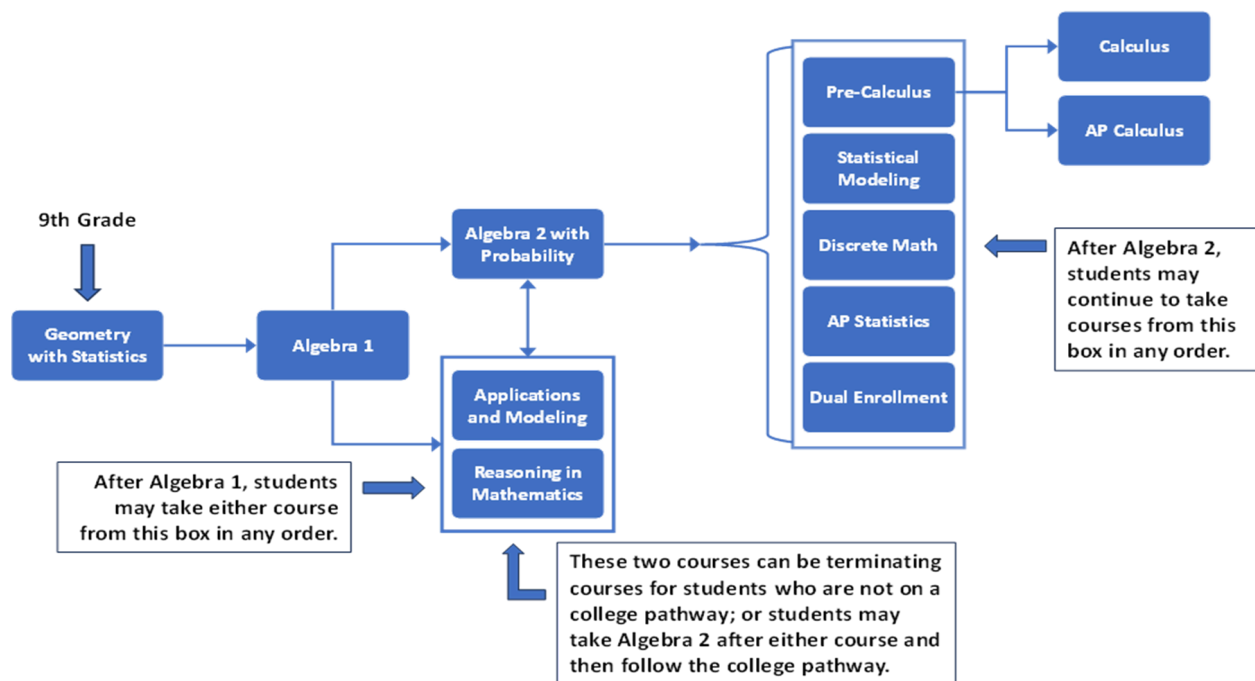 9th Grade
Geometry
with Statistics
Algebra 1
Algebra 2 with
Probability
Applications
and Modeling
Reasoning in
Mathematics
After Algebra 1, students
may take either course
from this box in any order.
These two courses can be terminating
courses for students who are not on a
college pathway; or students may
take Algebra 2 after either course and
then follow the college pathway.
Pre-Calculus
Statistical
Modeling
Discrete Math
AP Statistics
Dual Enrollment
Calculus
AP Calculus
After Algebra 2,
students may
continue to take
courses from this
box in any order.